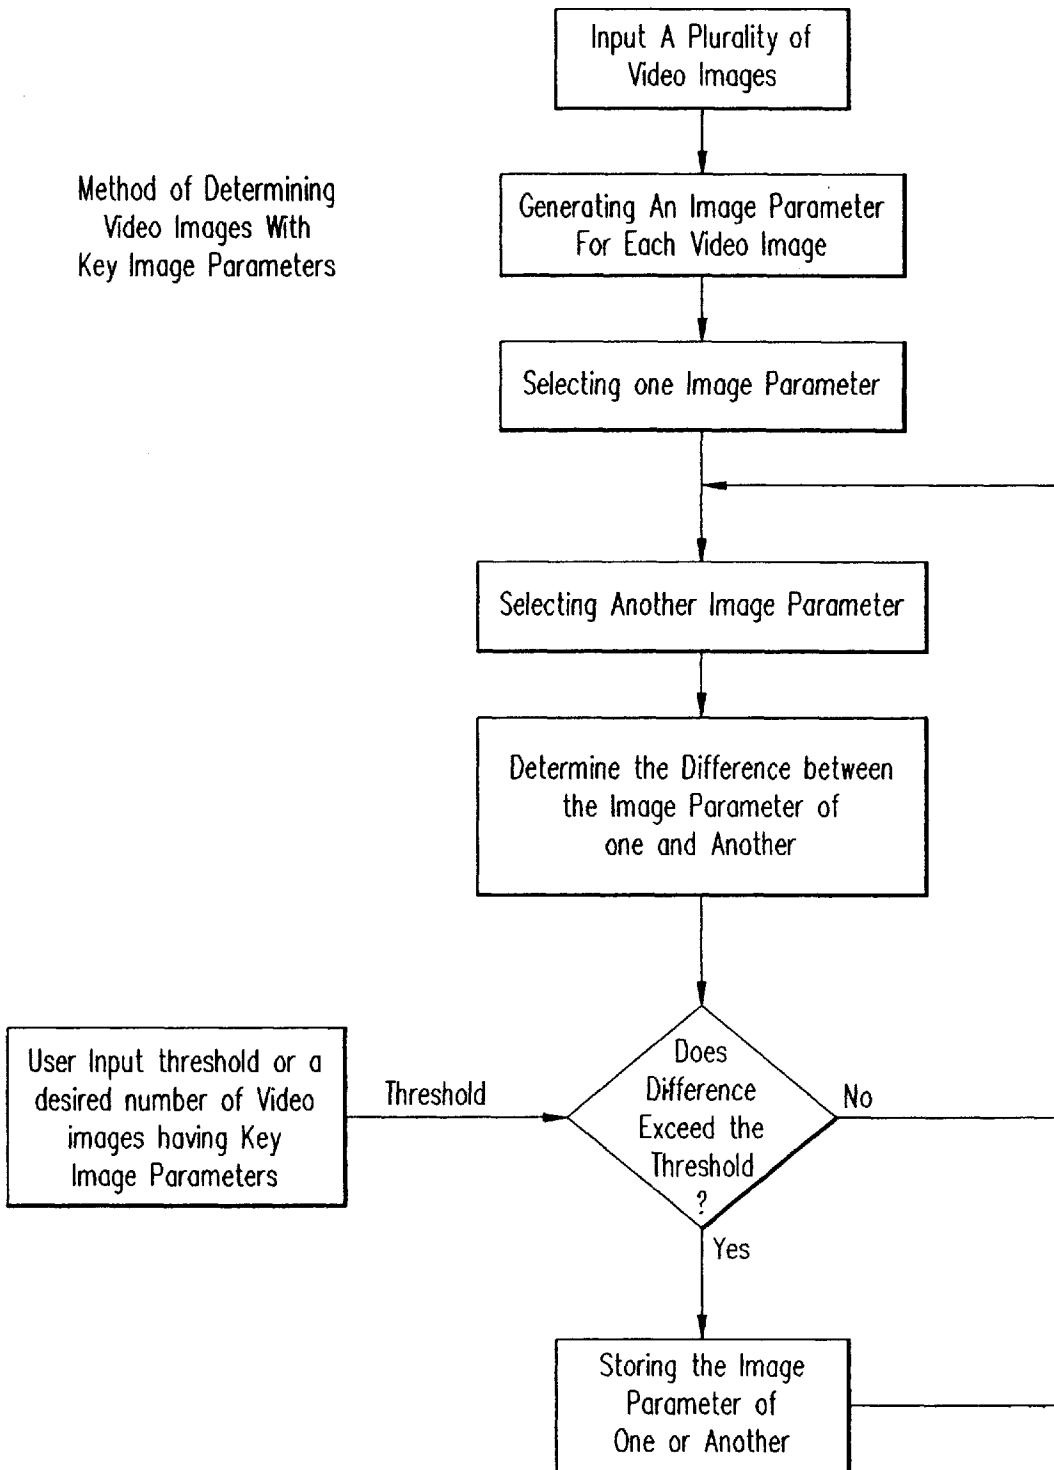 Input A Plurality of
Video Images
Method of Determining
Video Images With
Key Image Parameters
Generating An Image Parameter
For Each Video Image
Selecting one Image Parameter
Selecting Another Image Parameter
Determine the Difference between
the Image Parameter of
one and Another
User Input threshold or a
desired number of Video
images having Key
Image Parameters
Threshold
Does
Difference
Exceed the
Threshold
?
No
Yes
Storing the Image
Parameter of
One or Another